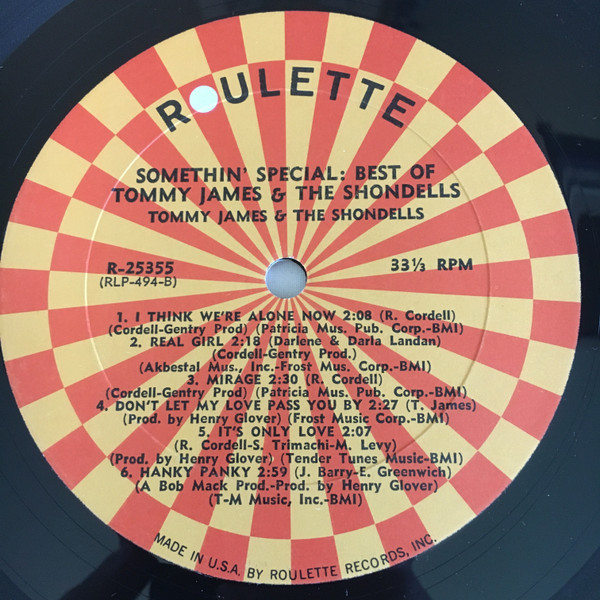 ROULETTE
SOMETHIN' SPECIAL: BEST OF
TOMMY JAMES & THE SHONDELLS
TOMMY JAMES & THE SHONDELLS
R-25355
(RLP-494-B)
33⅓ RPM
1. I THINK WE'RE ALONE NOW 2:08 (R. Cordell)
(Cordell-Gentry Prod) (Patricia Mus. Pub. Corp.-BMI)
2. REAL GIRL 2:18 (Darlene & Darla Landan)
(Cordell-Gentry Prod.)
(Akbestal Mus., Inc.-Frost Mus. Corp.-BMI)
3. MIRAGE 2:30 (R. Cordell)
(Cordell-Gentry Prod) (Patricia Mus. Pub. Corp.-BMI)
4. DON'T LET MY LOVE PASS YOU BY 2:27 (T. James)
(Prod. by Henry Glover) (Frost Music Corp.-BMI)
5. IT'S ONLY LOVE 2:07
(R. Cordell-S. Trimachi-M. Levy)
(Prod. by Henry Glover) (Tender Tunes Music-BMI)
6. HANKY PANKY 2:59 (J. Barry-E. Greenwich)
(A Bob Mack Prod.-Prod. by Henry Glover)
(T-M Music, Inc.-BMI)
MADE IN U.S.A. BY ROULETTE RECORDS, INC.